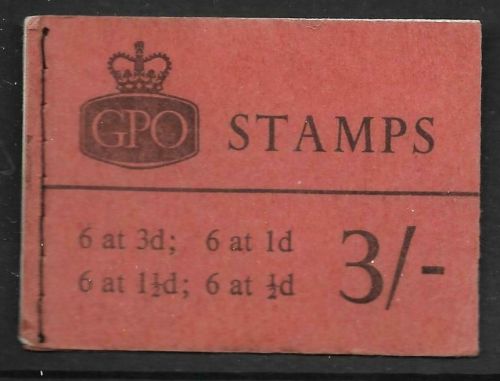 GPO STAMPS
6 at 3d; 6 at 1d
6 at 1½d; 6 at ½d
3/-